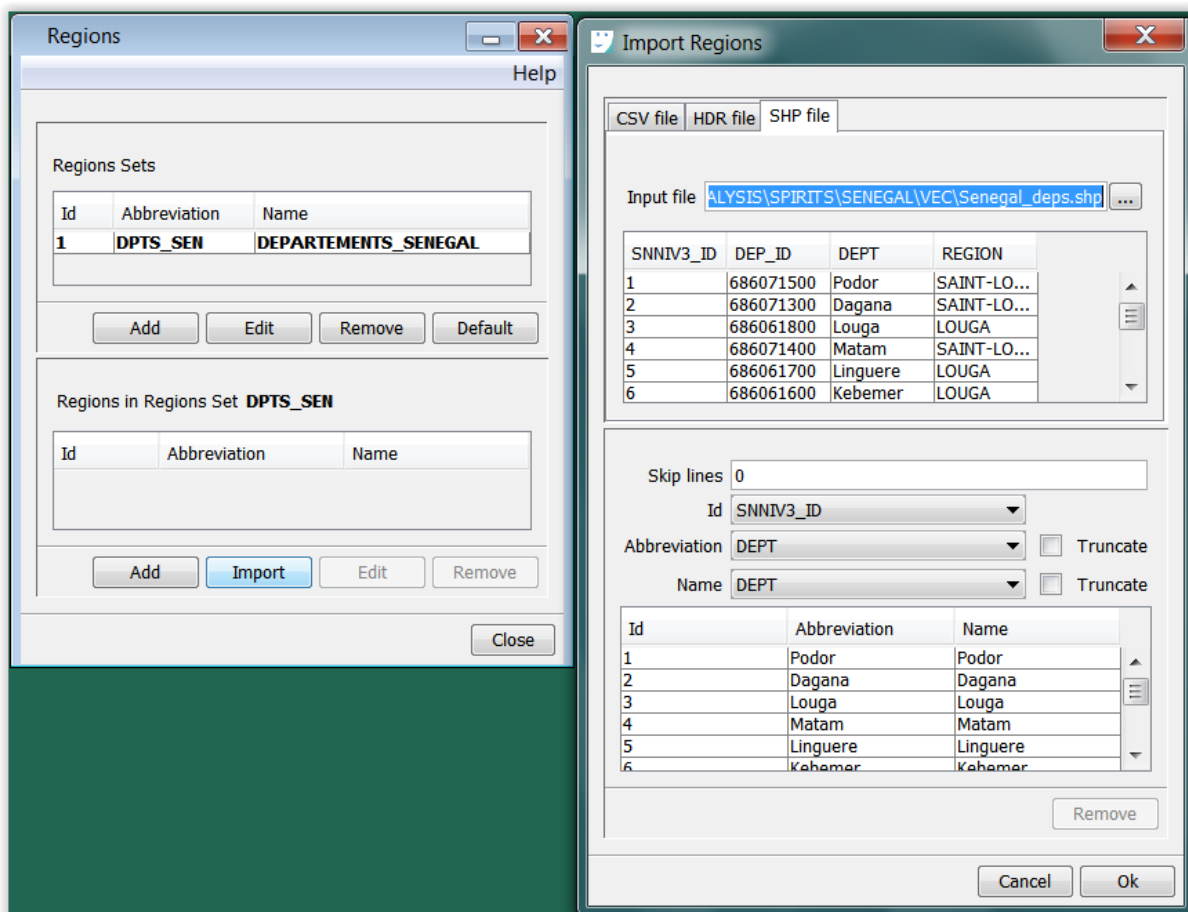 Regions
Help
Regions Sets
Id Abbreviation Name
1 DPTS_SEN DEPARTEMENTS_SENEGAL
Add Edit Remove Default
Regions in Regions Set DPTS_SEN
Id Abbreviation Name
Add Import Edit Remove
Close
Import Regions
CSV file HDR file SHP file
Input file ALYSIS\SPIRITS\SENEGAL\VEC\Senegal_deps.shp ...
SNNIV3_ID DEP_ID DEPT REGION
1 686071500 Podor SAINT-LO...
2 686071300 Dagana SAINT-LO...
3 686061800 Louga LOUGA
4 686071400 Matam SAINT-LO...
5 686061700 Linguere LOUGA
6 686061600 Kebemer LOUGA
Skip lines 0
Id SNNIV3_ID
Abbreviation DEPT Truncate
Name DEPT Truncate
Id Abbreviation Name
1 Podor Podor
2 Dagana Dagana
3 Louga Louga
4 Matam Matam
5 Linguere Linguere
6 Kebemer Kebemer
Remove
Cancel Ok